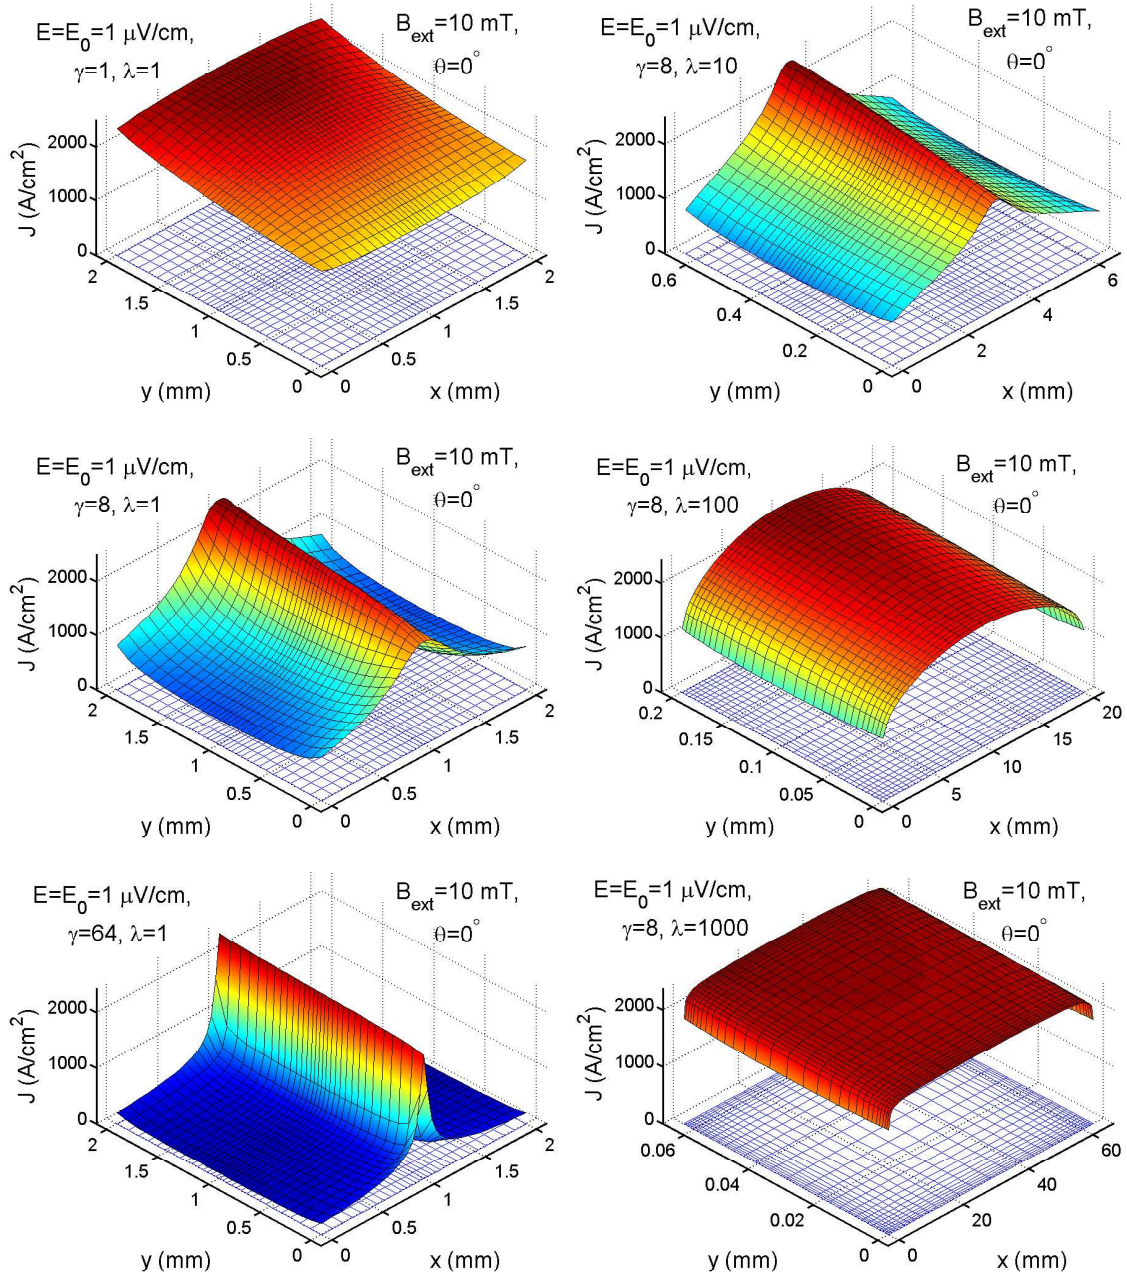 E=E₀=1 μV/cm,
γ=1, λ=1
B_ext=10 mT,
θ=0°
J (A/cm²)
2000
1000
0
2
1.5
1
0.5
0
y (mm)
0
0.5
1
1.5
2
x (mm)
E=E₀=1 μV/cm,
γ=8, λ=10
B_ext=10 mT,
θ=0°
J (A/cm²)
2000
1000
0
0.6
0.4
0.2
0
y (mm)
0
2
4
6
x (mm)
E=E₀=1 μV/cm,
γ=8, λ=1
B_ext=10 mT,
θ=0°
J (A/cm²)
2000
1000
0
2
1.5
1
0.5
0
y (mm)
0
0.5
1
1.5
2
x (mm)
E=E₀=1 μV/cm,
γ=8, λ=100
B_ext=10 mT,
θ=0°
J (A/cm²)
2000
1000
0
0.2
0.15
0.1
0.05
0
y (mm)
0
5
10
15
20
x (mm)
E=E₀=1 μV/cm,
γ=64, λ=1
B_ext=10 mT,
θ=0°
J (A/cm²)
2000
1000
0
2
1.5
1
0.5
0
y (mm)
0
0.5
1
1.5
2
x (mm)
E=E₀=1 μV/cm,
γ=8, λ=1000
B_ext=10 mT,
θ=0°
J (A/cm²)
2000
1000
0
0.06
0.04
0.02
0
y (mm)
0
20
40
60
x (mm)